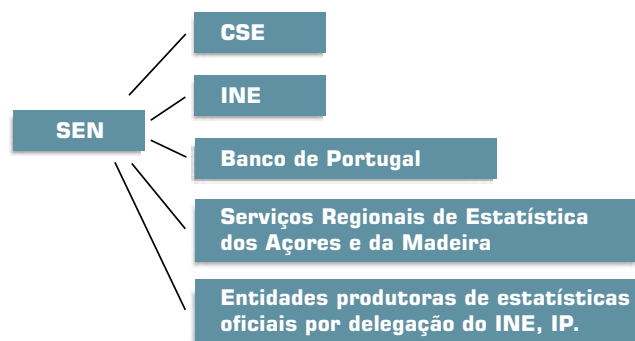 CSE
INE
SEN
Banco de Portugal
Serviços Regionais de Estatística
dos Açores e da Madeira
Entidades produtoras de estatísticas
oficiais por delegação do INE, IP.